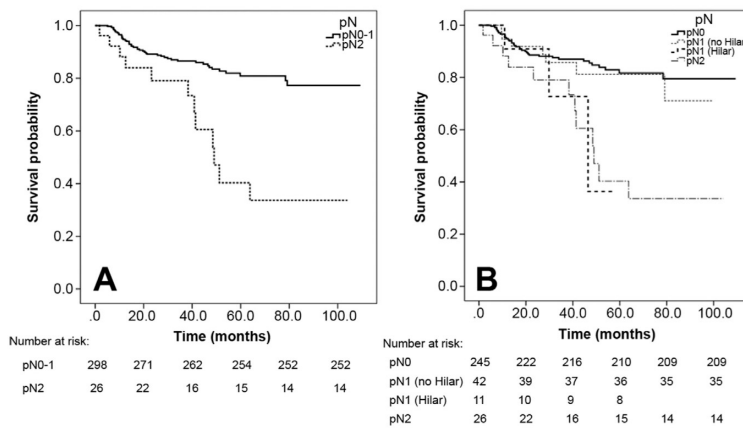 pN
pN0-1
pN2
1.0
0.8
0.6
0.4
0.2
0.0
Survival probability
A
.0 20.0 40.0 60.0 80.0 100.0
Time (months)
Number at risk:
pN0-1 298 271 262 254 252 252
pN2 26 22 16 15 14 14
pN
pN0
pN1 (no Hilar)
pN1 (Hilar)
pN2
1.0
0.8
0.6
0.4
0.2
0.0
Survival probability
B
.0 20.0 40.0 60.0 80.0 100.0
Time (months)
Number at risk:
pN0 245 222 216 210 209 209
pN1 (no Hilar) 42 39 37 36 35 35
pN1 (Hilar) 11 10 9 8
pN2 26 22 16 15 14 14